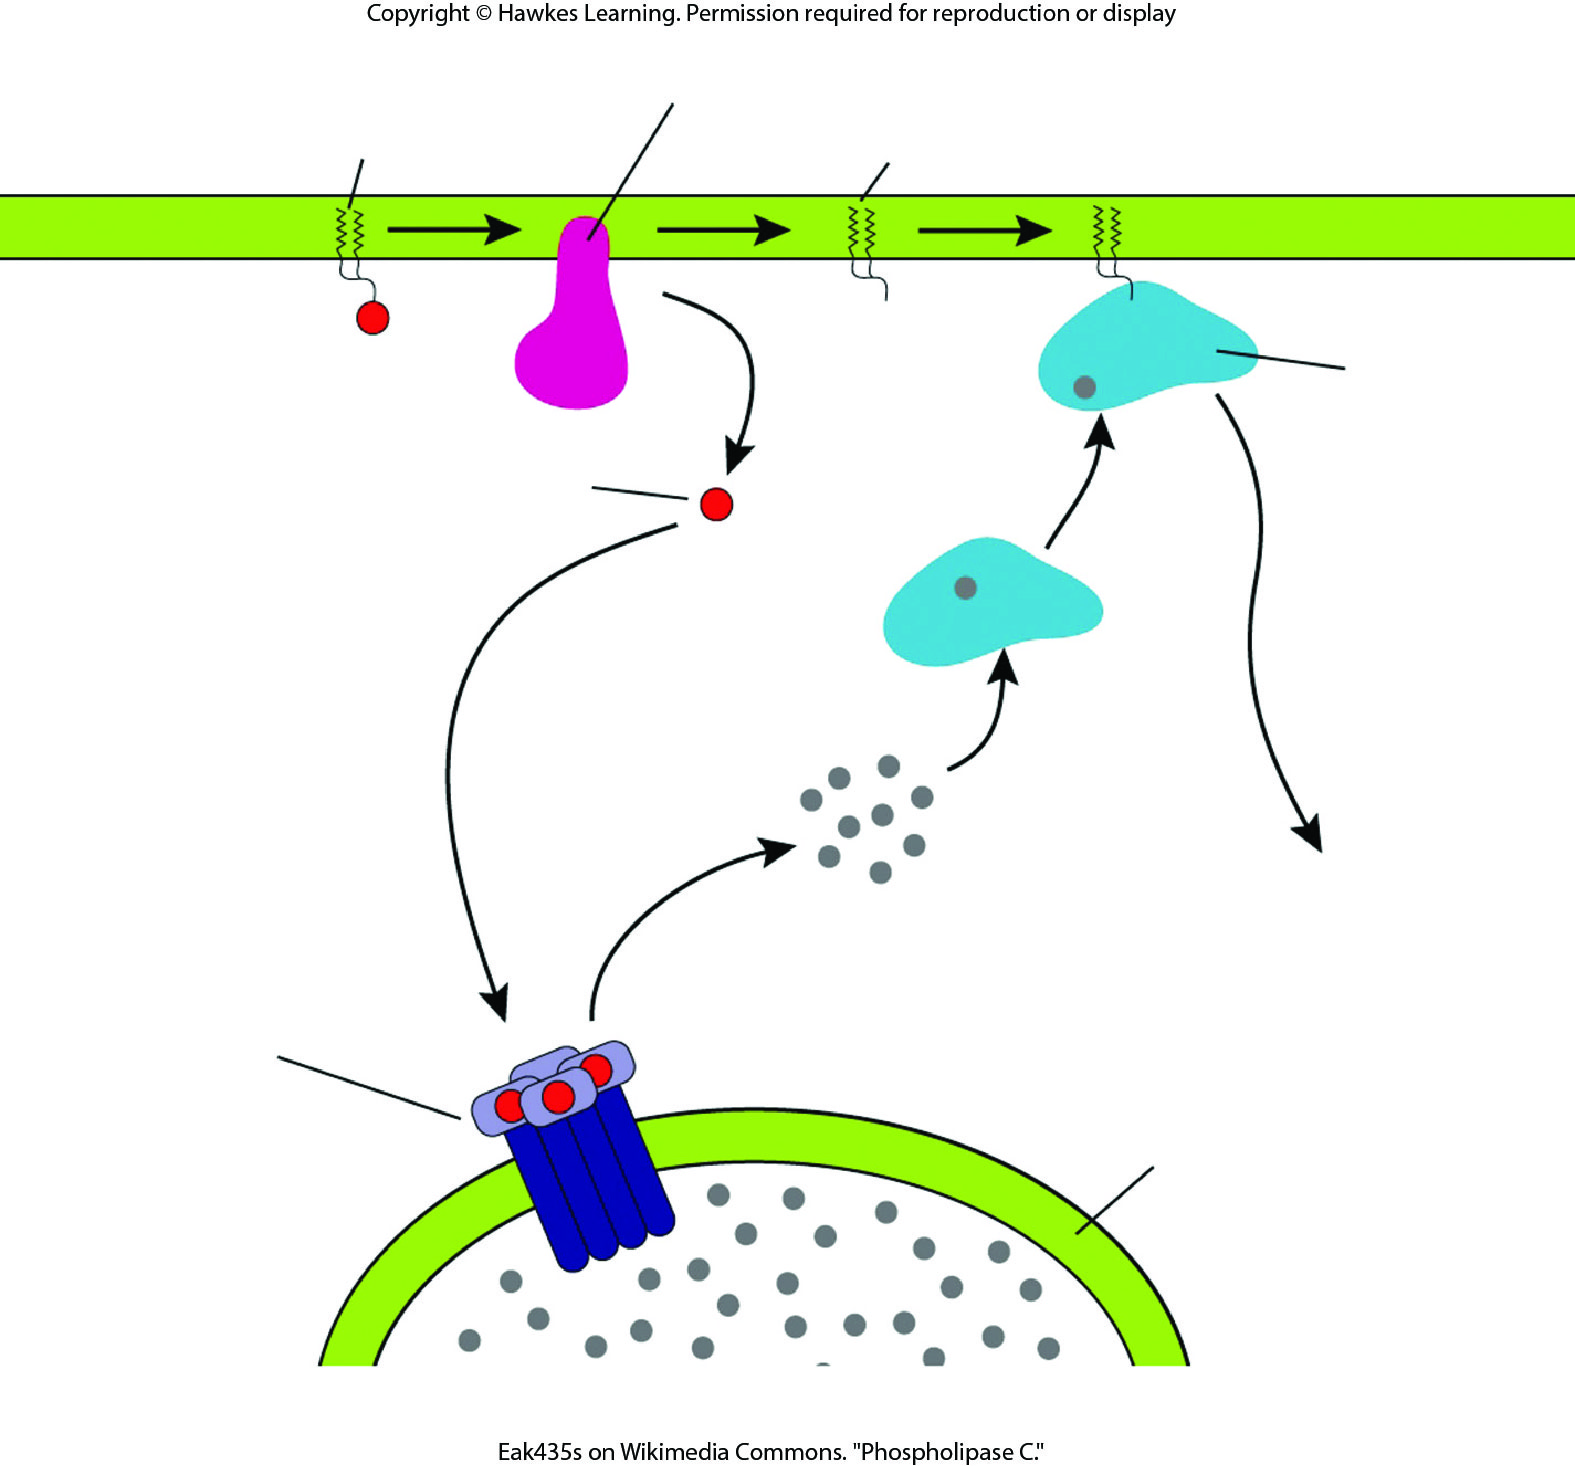 Copyright © Hawkes Learning. Permission required for reproduction or display
Eak435s on Wikimedia Commons. "Phospholipase C."